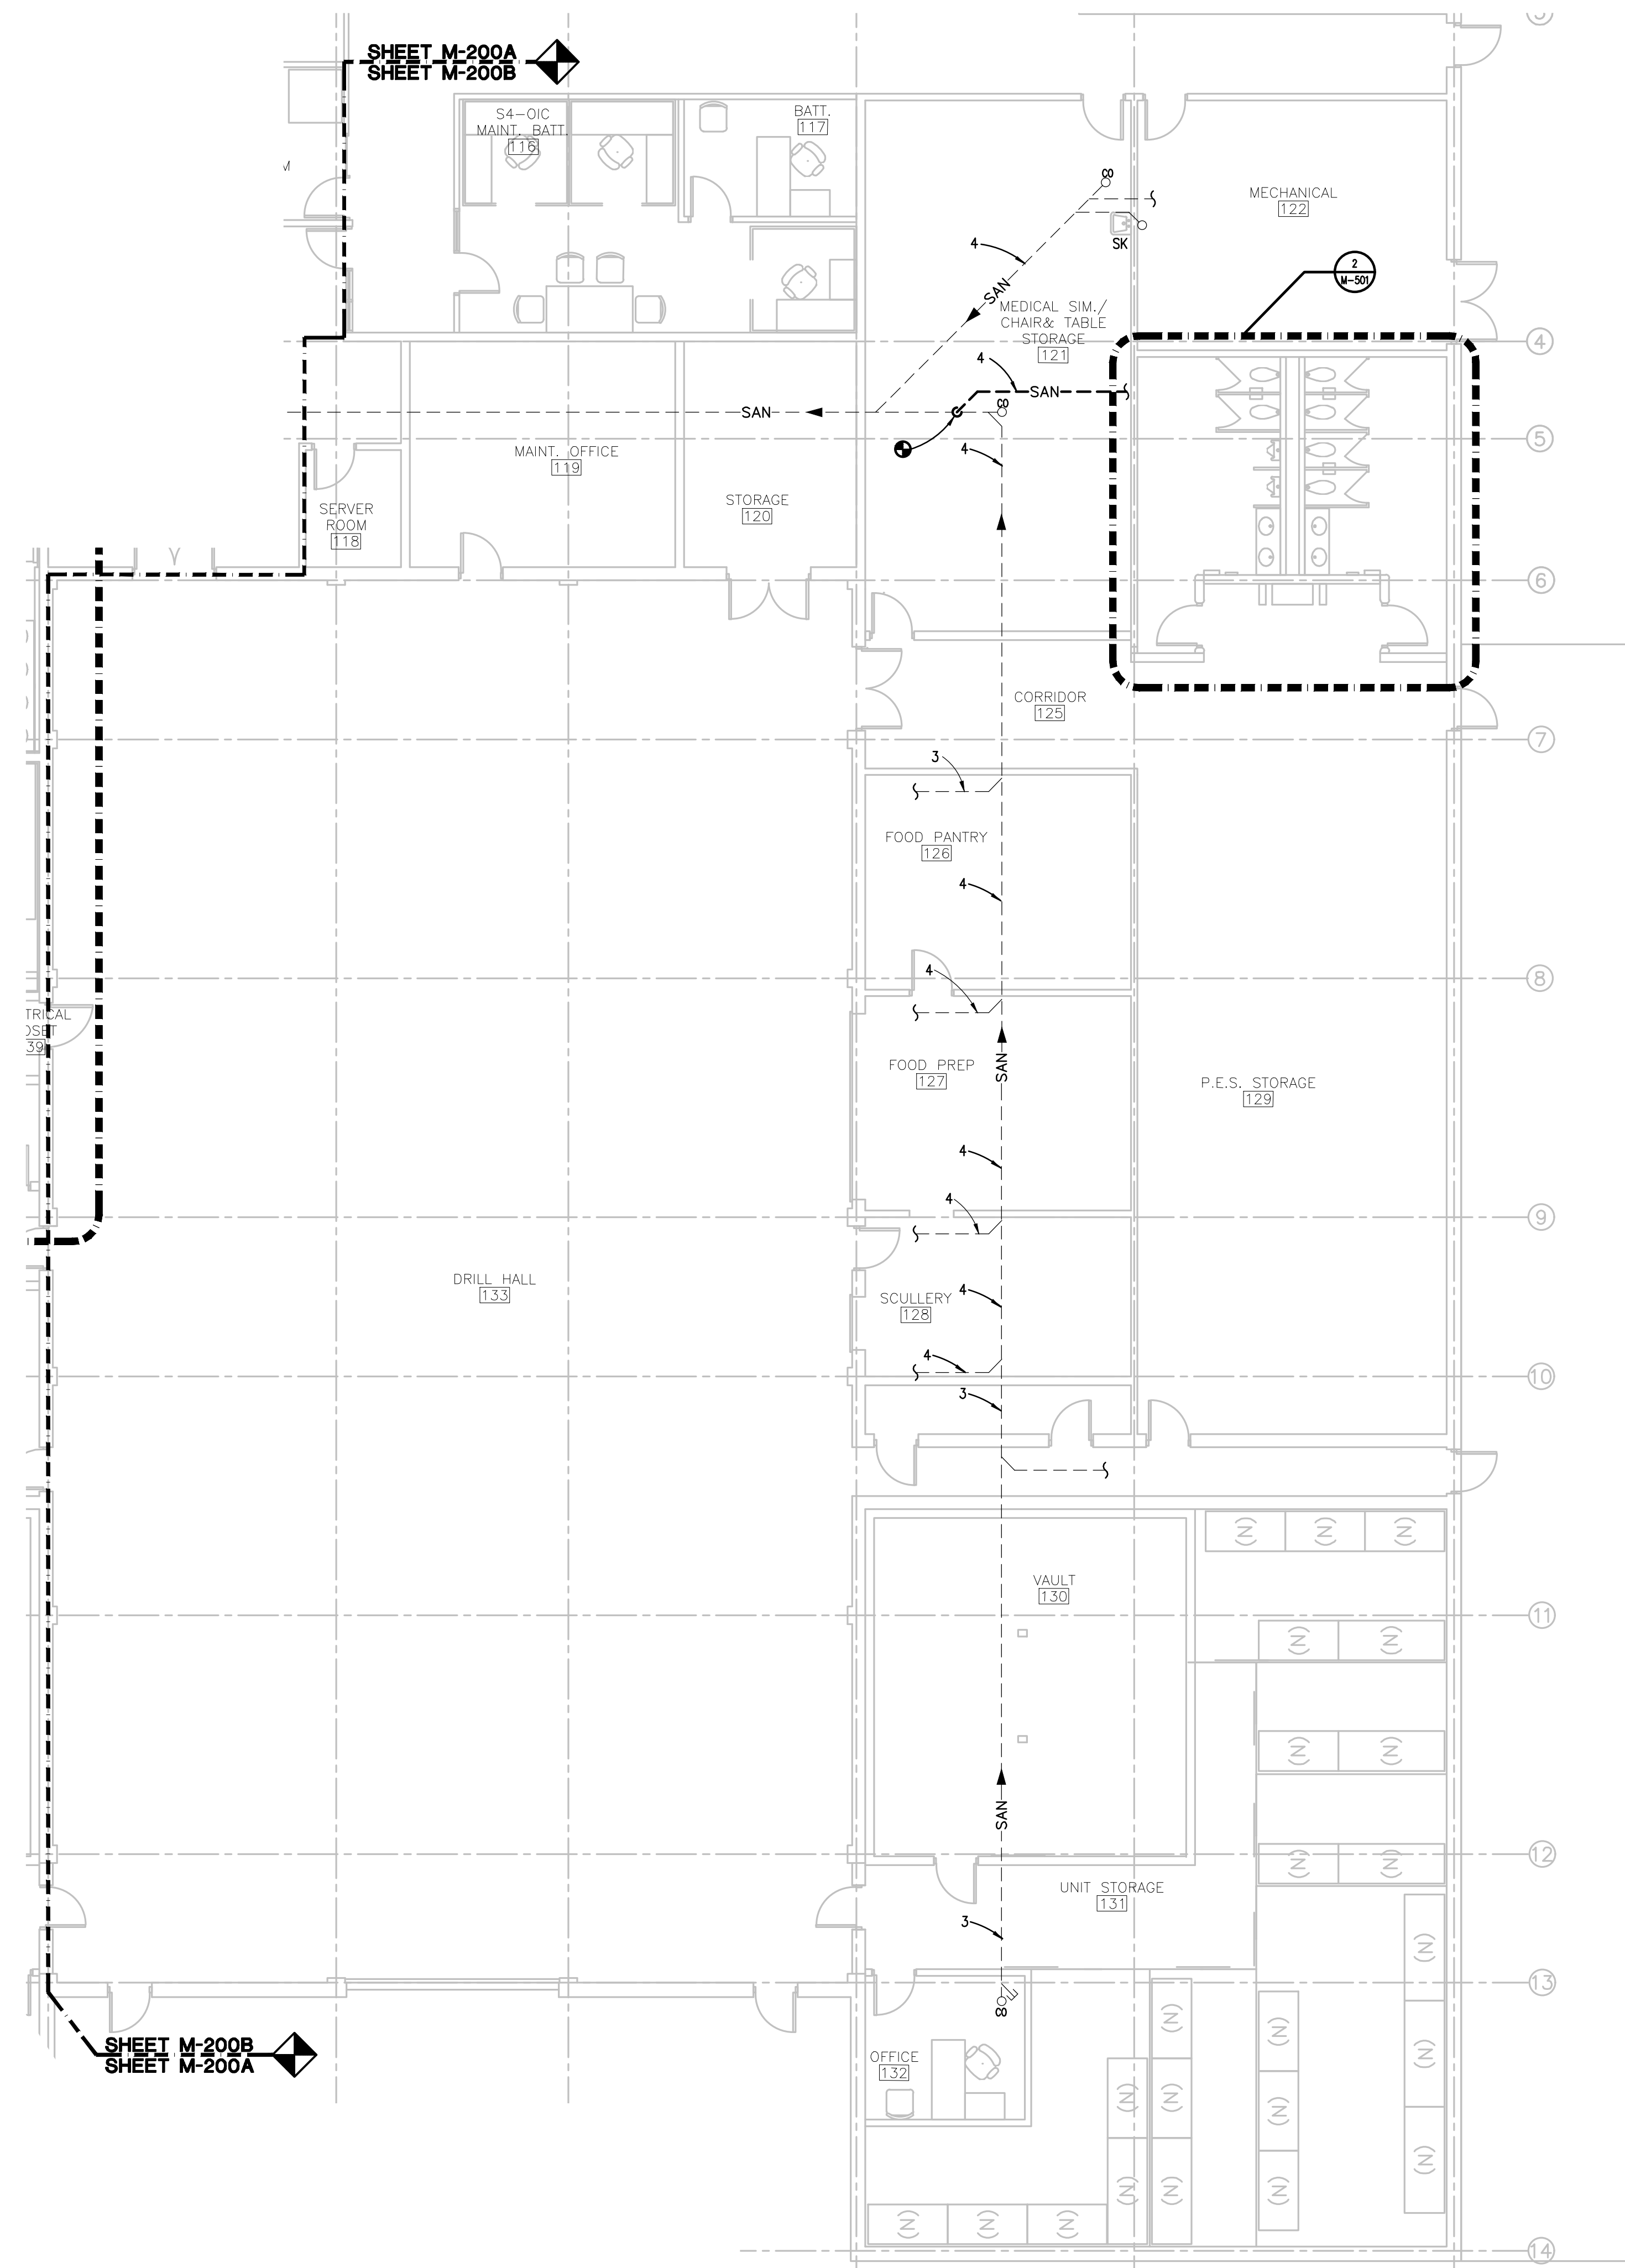 SHEET M-200A
SHEET M-200B
S4-OIC
MAINT. BATT.
116
BATT.
117
MECHANICAL
122
4
SAN
SK
2
M-501
MEDICAL SIM./
CHAIR& TABLE
STORAGE
121
4
4
SAN
SAN
5
4
MAINT. OFFICE
119
STORAGE
120
SERVER
ROOM
118
6
CORRIDOR
125
7
3
FOOD PANTRY
126
4
4
8
TRICAL
OSET
39
FOOD PREP
127
SAN
P.E.S. STORAGE
129
4
4
9
DRILL HALL
133
SCULLERY
128
4
4
10
3
(N)
(N)
(N)
VAULT
130
11
(N)
(N)
(N)
(N)
SAN
12
(N)
(N)
UNIT STORAGE
131
3
(N)
13
(N)
(N)
SHEET M-200B
SHEET M-200A
OFFICE
132
(N)
(N)
(N)
(N)
(N)
(N)
(N)
(N)
(N)
(N)
(N)
(N)
14